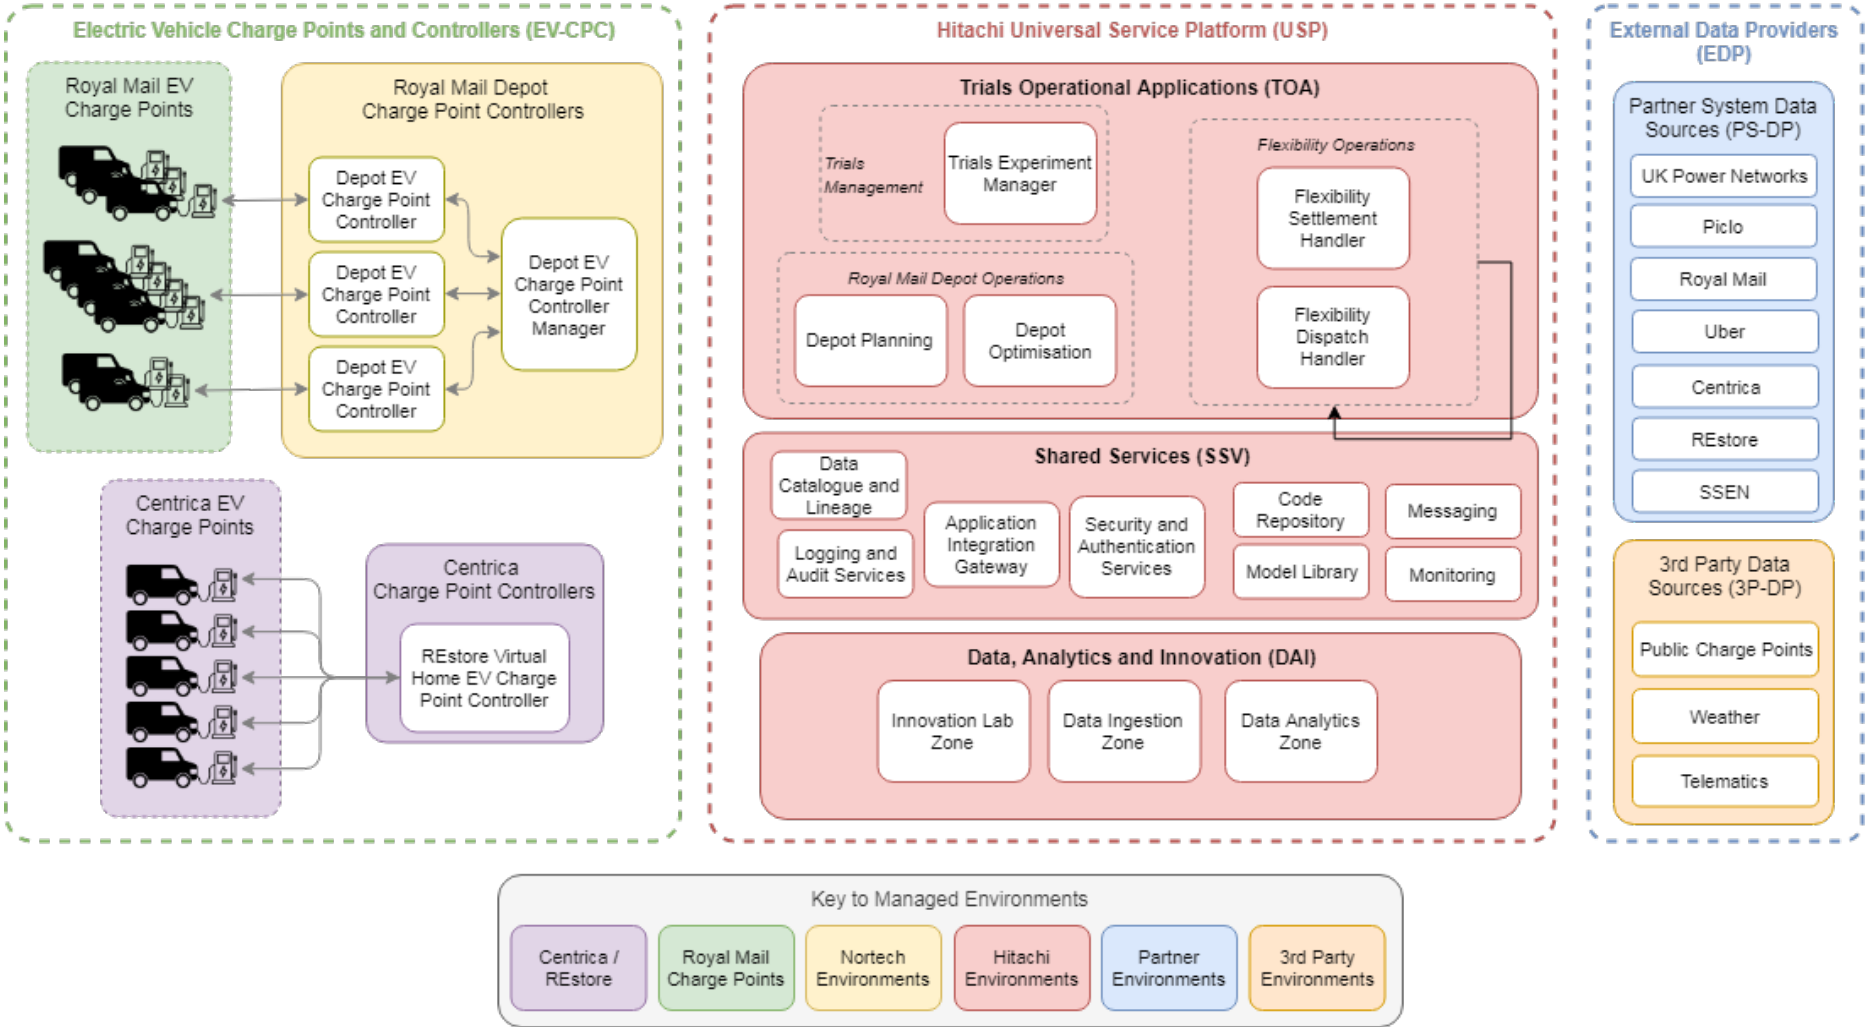 Electric Vehicle Charge Points and Controllers (EV-CPC)
Royal Mail EV
Charge Points
Royal Mail Depot
Charge Point Controllers
Depot EV
Charge Point
Controller
Depot EV
Charge Point
Controller
Depot EV
Charge Point
Controller
Depot EV
Charge Point
Controller
Manager
Centrica EV
Charge Points
Centrica
Charge Point Controllers
REstore Virtual
Home EV Charge
Point Controller
Hitachi Universal Service Platform (USP)
Trials Operational Applications (TOA)
Trials
Management
Trials Experiment
Manager
Royal Mail Depot Operations
Depot Planning
Depot
Optimisation
Flexibility Operations
Flexibility
Settlement
Handler
Flexibility
Dispatch
Handler
Shared Services (SSV)
Data
Catalogue and
Lineage
Logging and
Audit Services
Application
Integration
Gateway
Security and
Authentication
Services
Code
Repository
Model Library
Messaging
Monitoring
Data, Analytics and Innovation (DAI)
Innovation Lab
Zone
Data Ingestion
Zone
Data Analytics
Zone
External Data Providers
(EDP)
Partner System Data
Sources (PS-DP)
UK Power Networks
Piclo
Royal Mail
Uber
Centrica
REstore
SSEN
3rd Party Data
Sources (3P-DP)
Public Charge Points
Weather
Telematics
Key to Managed Environments
Centrica /
REstore
Royal Mail
Charge Points
Nortech
Environments
Hitachi
Environments
Partner
Environments
3rd Party
Environments